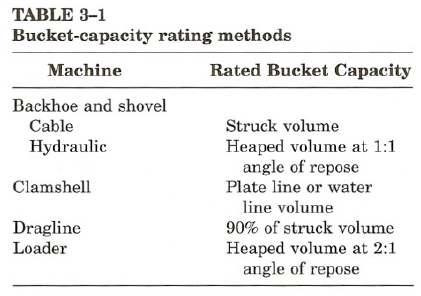 TABLE 3–1
Bucket-capacity rating methods
Machine Rated Bucket Capacity
Backhoe and shovel
Cable Struck volume
Hydraulic Heaped volume at 1:1
angle of repose
Clamshell Plate line or water
line volume
Dragline 90% of struck volume
Loader Heaped volume at 2:1
angle of repose